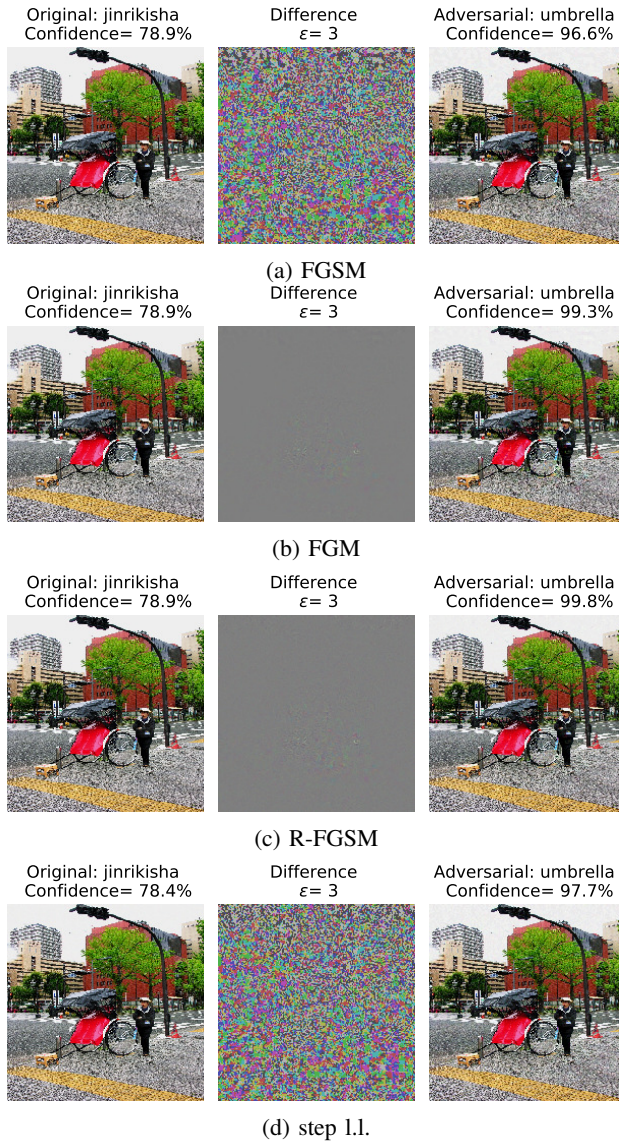 Original: jinrikisha
Confidence= 78.9%
Difference
ε= 3
Adversarial: umbrella
Confidence= 96.6%
(a) FGSM
Original: jinrikisha
Confidence= 78.9%
Difference
ε= 3
Adversarial: umbrella
Confidence= 99.3%
(b) FGM
Original: jinrikisha
Confidence= 78.9%
Difference
ε= 3
Adversarial: umbrella
Confidence= 99.8%
(c) R-FGSM
Original: jinrikisha
Confidence= 78.4%
Difference
ε= 3
Adversarial: umbrella
Confidence= 97.7%
(d) step l.l.